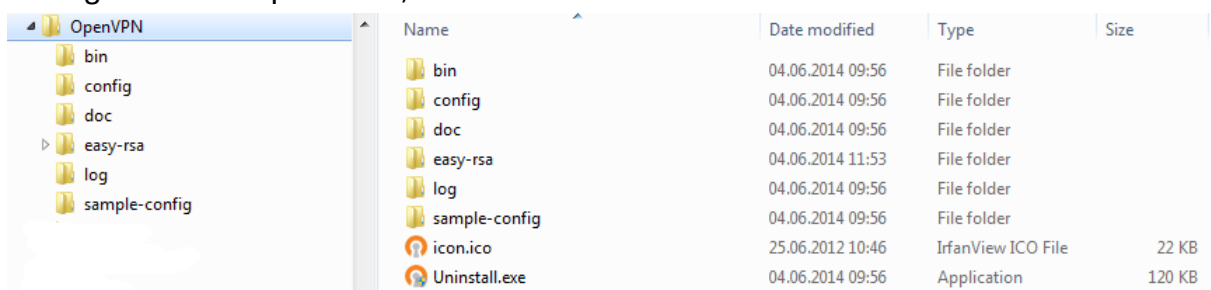 OpenVPN
bin
config
doc
easy-rsa
log
sample-config
Name Date modified Type Size
bin 04.06.2014 09:56 File folder
config 04.06.2014 09:56 File folder
doc 04.06.2014 09:56 File folder
easy-rsa 04.06.2014 11:53 File folder
log 04.06.2014 09:56 File folder
sample-config 04.06.2014 09:56 File folder
icon.ico 25.06.2012 10:46 IrfanView ICO File 22 KB
Uninstall.exe 04.06.2014 09:56 Application 120 KB